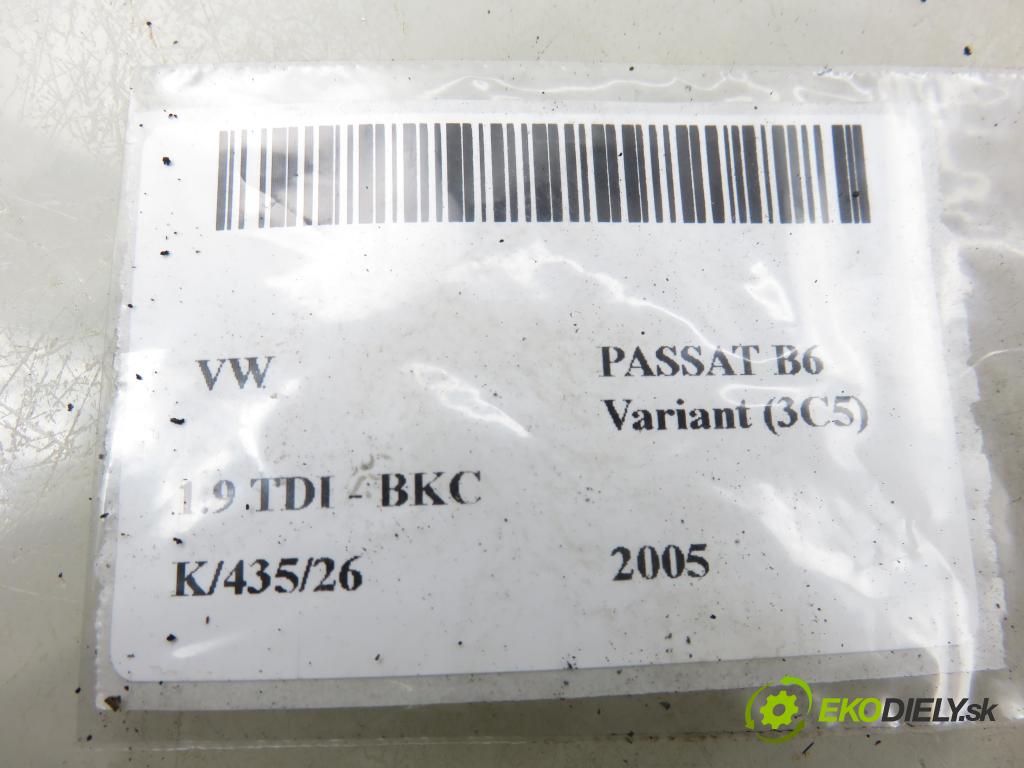 VW
PASSAT B6
Variant (3C5)
1.9 TDI - BKC
K/435/26
2005
EKODIELY.sk